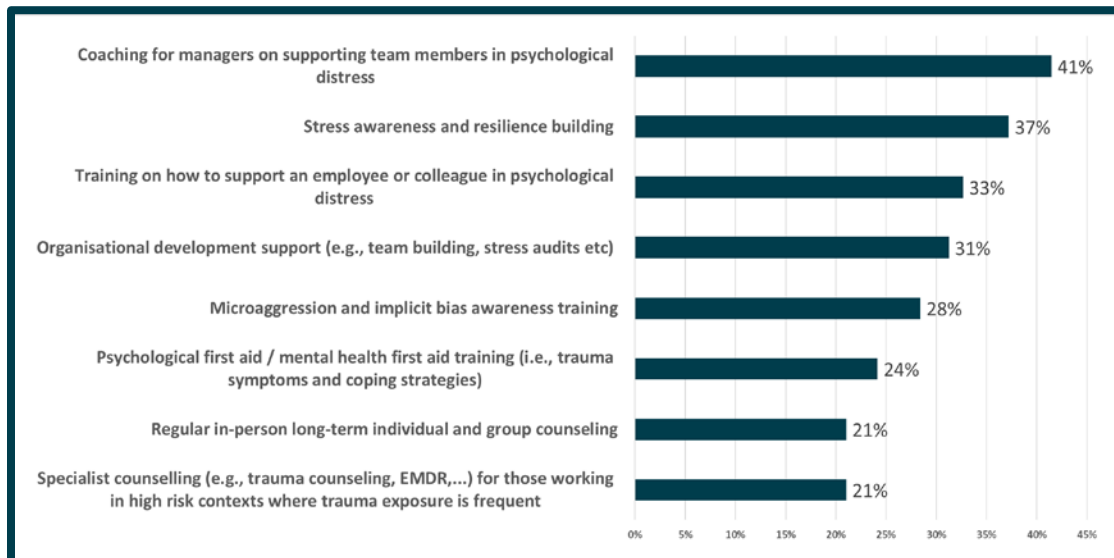 Coaching for managers on supporting team members in psychological
distress
41%
Stress awareness and resilience building
37%
Training on how to support an employee or colleague in psychological
distress
33%
Organisational development support (e.g., team building, stress audits etc)
31%
Microaggression and implicit bias awareness training
28%
Psychological first aid / mental health first aid training (i.e., trauma
symptoms and coping strategies)
24%
Regular in-person long-term individual and group counseling
21%
Specialist counselling (e.g., trauma counseling, EMDR,...) for those working
in high risk contexts where trauma exposure is frequent
21%
0% 5% 10% 15% 20% 25% 30% 35% 40% 45%